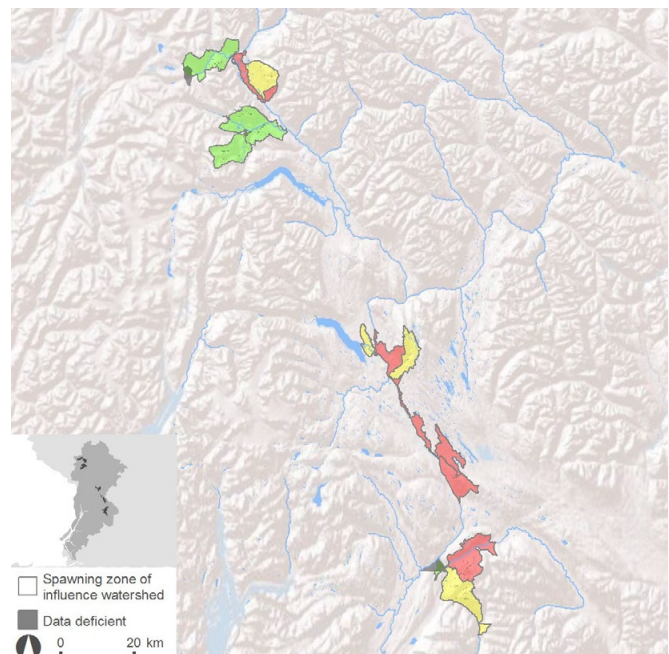 Spawning zone of
influence watershed
Data deficient
0 20 km